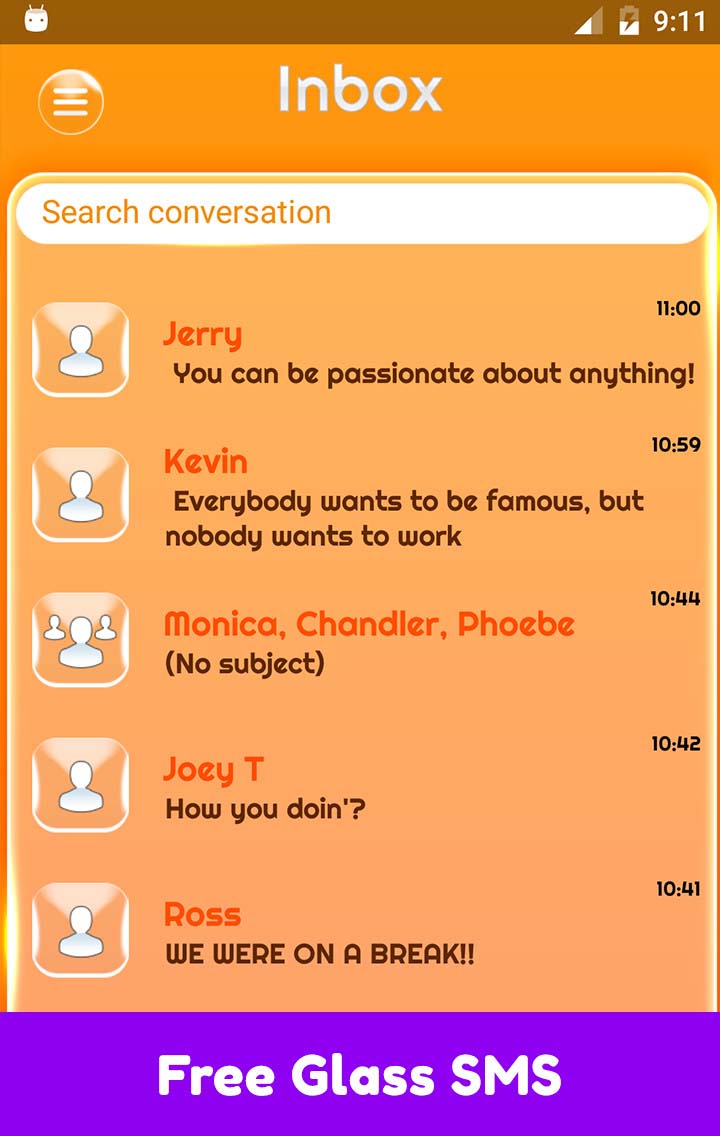 9:11
Inbox
Search conversation
11:00
Jerry
You can be passionate about anything!
10:59
Kevin
Everybody wants to be famous, but
nobody wants to work
10:44
Monica, Chandler, Phoebe
(No subject)
10:42
Joey T
How you doin'?
10:41
Ross
WE WERE ON A BREAK!!
Free Glass SMS